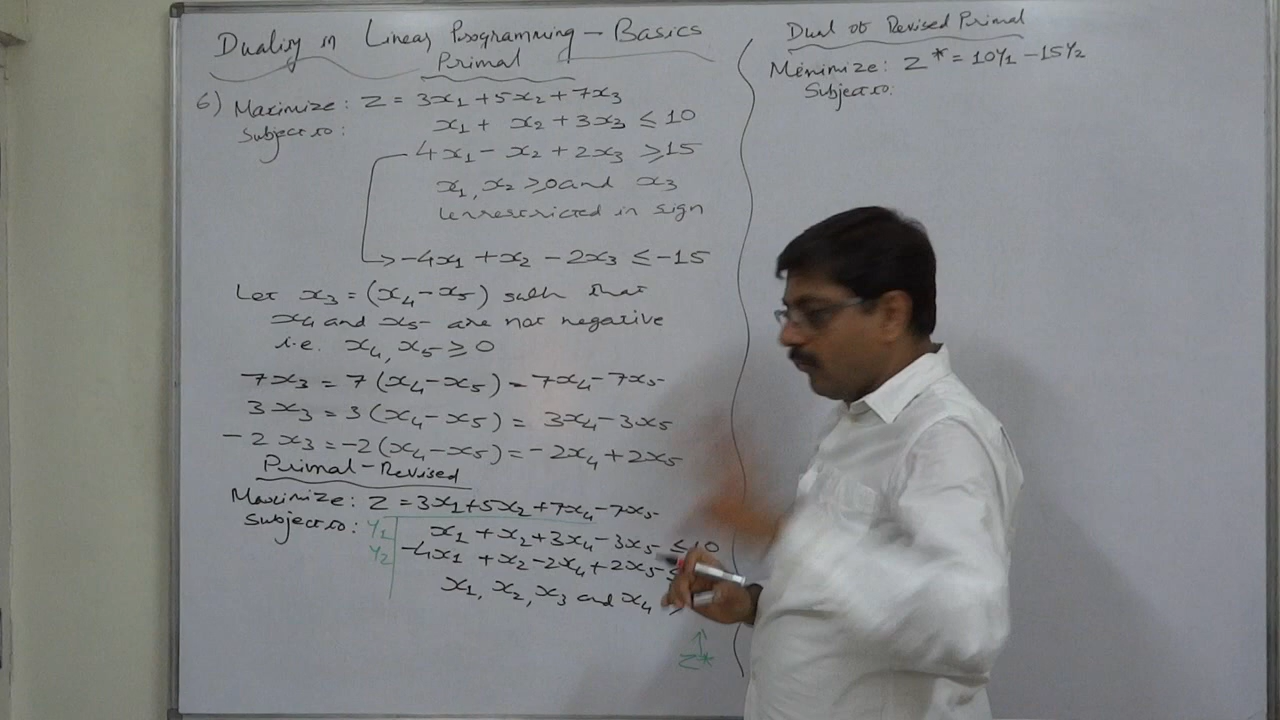 Duality in Linear Programming - Basics
Primal
6) Maximize: Z = 3x₁ + 5x₂ + 7x₃
Subject to:
x₁ + x₂ + 3x₃ ≤ 10
4x₁ - x₂ + 2x₃ ≥ 15
x₁, x₂ ≥ 0 and x₃
Unrestricted in sign
-4x₁ + x₂ - 2x₃ ≤ -15
Let x₃ = (x₄ - x₅) such that
x₄ and x₅ are not negative
i.e. x₄, x₅ ≥ 0
7x₃ = 7(x₄ - x₅) = 7x₄ - 7x₅
3x₃ = 3(x₄ - x₅) = 3x₄ - 3x₅
-2x₃ = -2(x₄ - x₅) = -2x₄ + 2x₅
Primal - Revised
Maximize: Z = 3x₁ + 5x₂ + 7x₄ - 7x₅
Subject to:
Y₁ x₁ + x₂ + 3x₄ - 3x₅ ≤ 10
Y₂ -4x₁ + x₂ - 2x₄ + 2x₅ ≤
x₁, x₂, x₃ and x₄
↑
Z*
Dual of Revised Primal
Minimize: Z* = 10Y₁ - 15Y₂
Subject to: